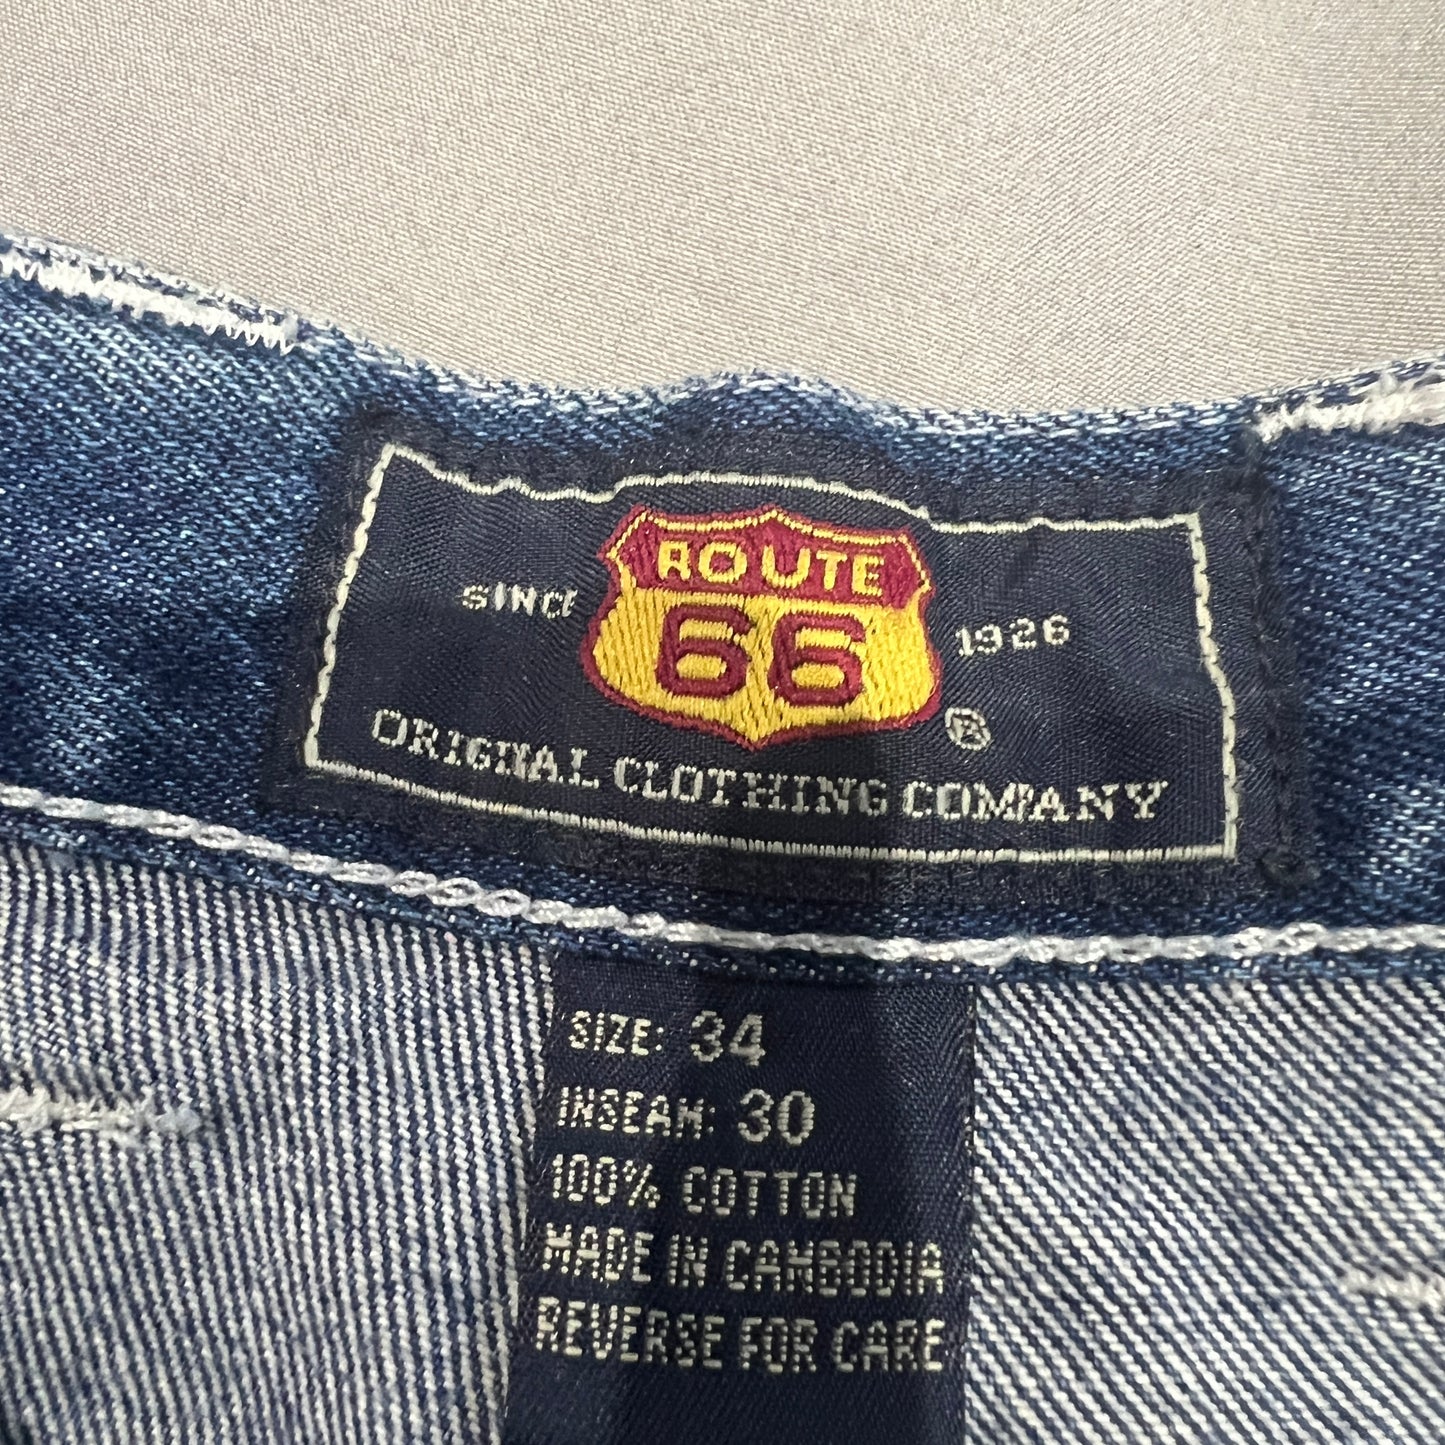 ROUTE
66
SINCE 1926
®
ORIGINAL CLOTHING COMPANY
SIZE: 34
INSEAM: 30
100% COTTON
MADE IN CAMBODIA
REVERSE FOR CARE